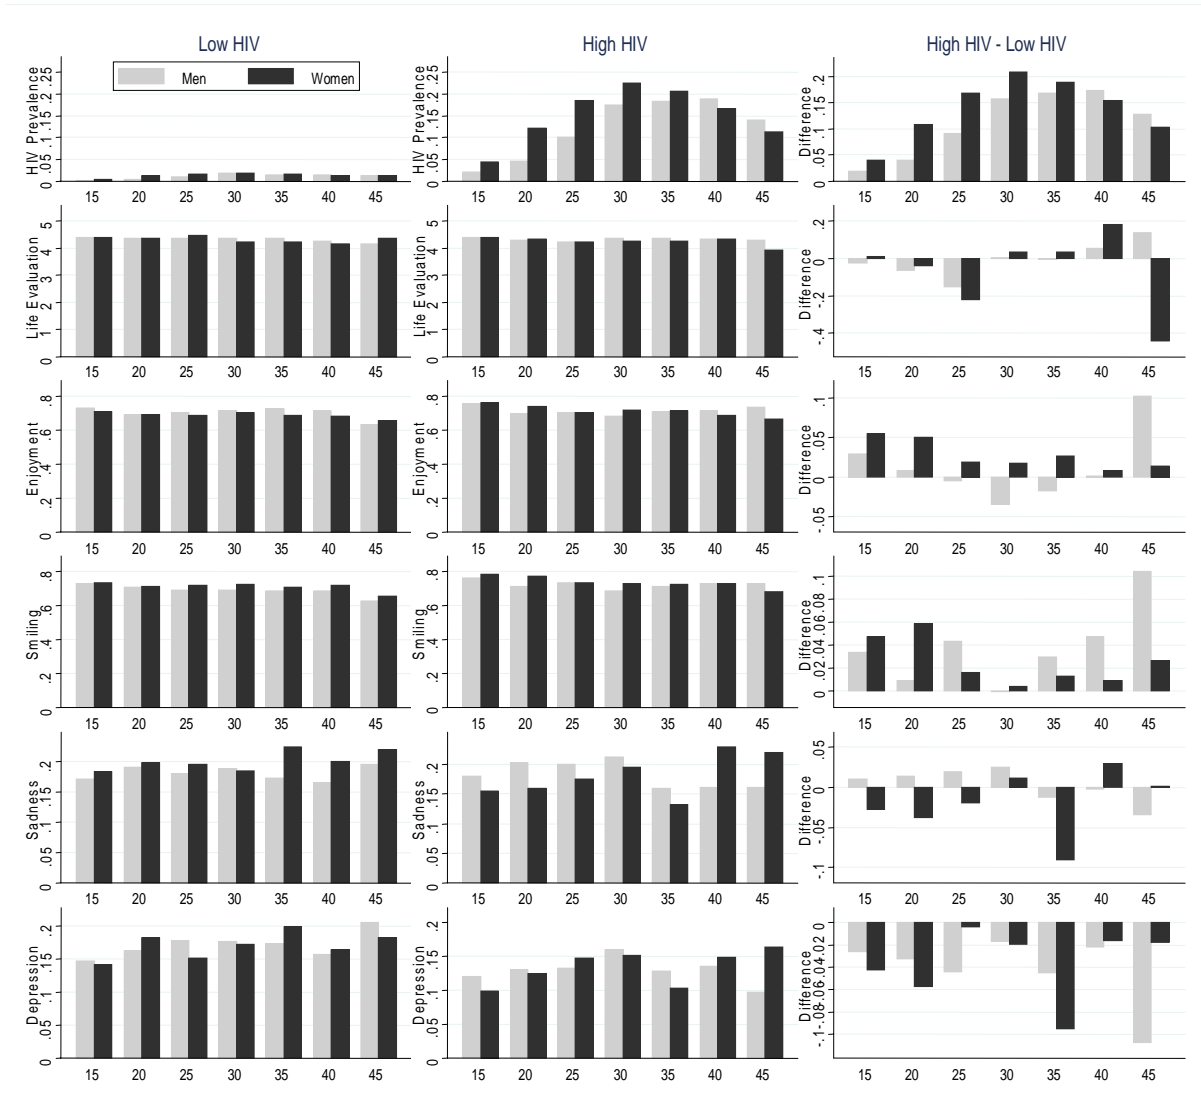 Low HIV High HIV High HIV - Low HIV
Men Women
HIV Prevalence 0 .05 .1 .15 .2 .25
15 20 25 30 35 40 45
HIV Prevalence 0 .05 .1 .15 .2 .25
15 20 25 30 35 40 45
Difference 0 .05 .1 .15 .2
15 20 25 30 35 40 45
Life Evaluation 0 1 2 3 4 5
15 20 25 30 35 40 45
Life Evaluation 0 1 2 3 4 5
15 20 25 30 35 40 45
Difference -.4 -.2 0 .2
15 20 25 30 35 40 45
Enjoyment 0 .2 .4 .6 .8
15 20 25 30 35 40 45
Enjoyment 0 .2 .4 .6 .8
15 20 25 30 35 40 45
Difference -.05 0 .05 .1
15 20 25 30 35 40 45
Smiling 0 .2 .4 .6 .8
15 20 25 30 35 40 45
Smiling 0 .2 .4 .6 .8
15 20 25 30 35 40 45
Difference 0 .02 .04 .06 .08 .1
15 20 25 30 35 40 45
Sadness 0 .05 .1 .15 .2
15 20 25 30 35 40 45
Sadness 0 .05 .1 .15 .2
15 20 25 30 35 40 45
Difference -.1 -.05 0 .05
15 20 25 30 35 40 45
Depression 0 .05 .1 .15 .2
15 20 25 30 35 40 45
Depression 0 .05 .1 .15 .2
15 20 25 30 35 40 45
Difference -.1 -.08 -.06 -.04 -.02 0
15 20 25 30 35 40 45